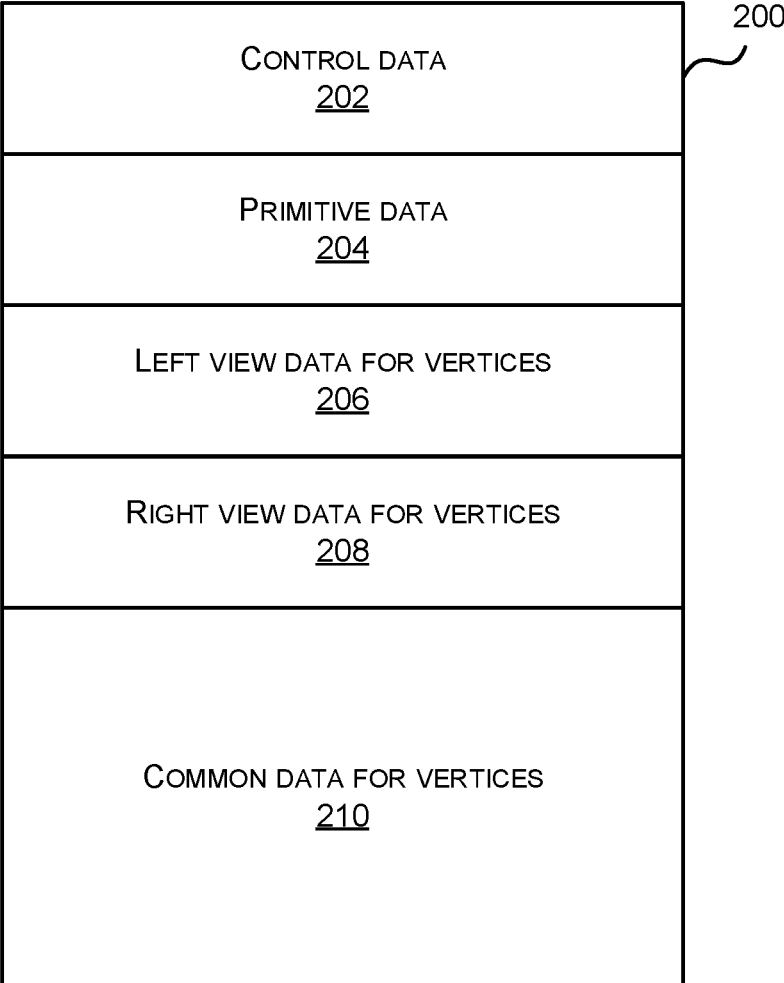 200
CONTROL DATA
202
PRIMITIVE DATA
204
LEFT VIEW DATA FOR VERTICES
206
RIGHT VIEW DATA FOR VERTICES
208
COMMON DATA FOR VERTICES
210